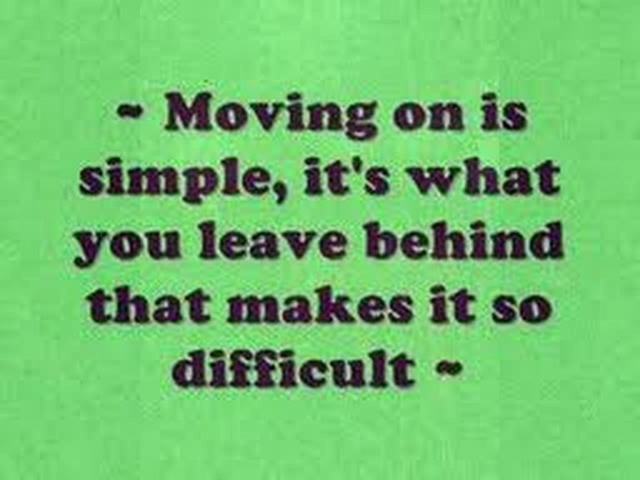 ~ Moving on is
simple, it's what
you leave behind
that makes it so
difficult ~